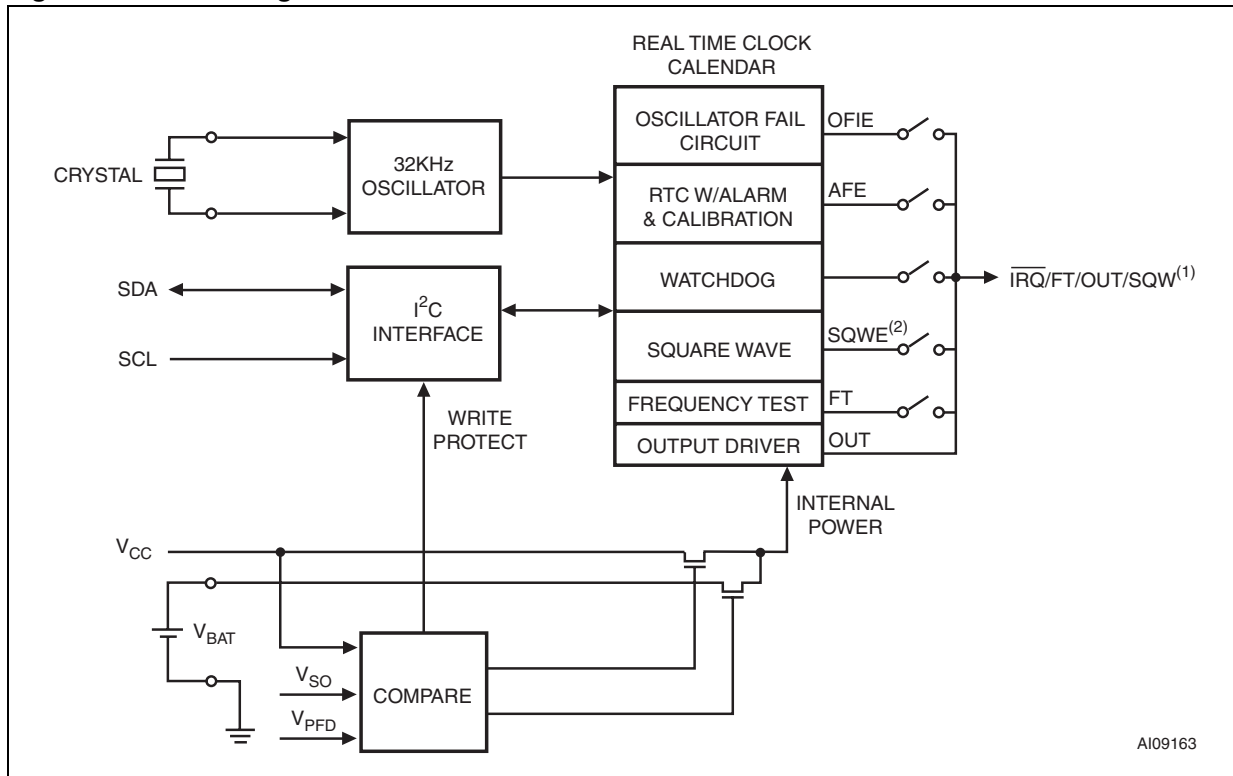 REAL TIME CLOCK
CALENDAR
OSCILLATOR FAIL
CIRCUIT
OFIE
CRYSTAL
32KHz
OSCILLATOR
RTC W/ALARM
& CALIBRATION
AFE
SDA
I2C
INTERFACE
WATCHDOG
IRQ/FT/OUT/SQW(1)
SCL
SQUARE WAVE
SQWE(2)
WRITE
PROTECT
FREQUENCY TEST
FT
OUTPUT DRIVER
OUT
INTERNAL
POWER
VCC
VBAT
VSO
VPFD
COMPARE
AI09163